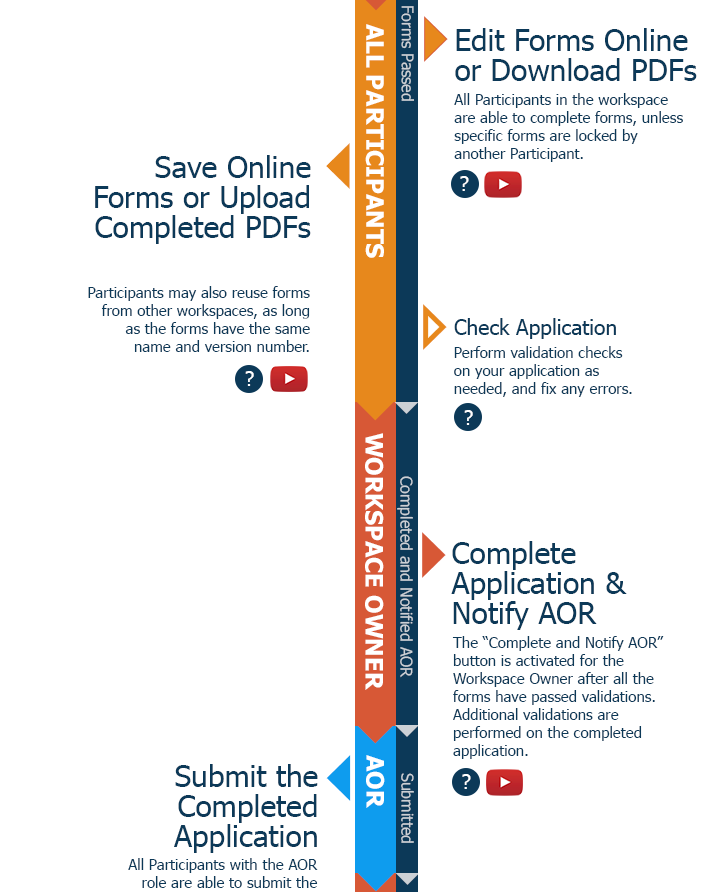 Forms Passed
ALL PARTICIPANTS
Edit Forms Online
or Download PDFs
All Participants in the workspace
are able to complete forms, unless
specific forms are locked by
another Participant.
?
Save Online
Forms or Upload
Completed PDFs
Participants may also reuse forms
from other workspaces, as long
as the forms have the same
name and version number.
?
Check Application
Perform validation checks
on your application as
needed, and fix any errors.
?
WORKSPACE OWNER
Completed and Notified AOR
Complete
Application &
Notify AOR
The “Complete and Notify AOR”
button is activated for the
Workspace Owner after all the
forms have passed validations.
Additional validations are
performed on the completed
application.
?
AOR
Submitted
Submit the
Completed
Application
All Participants with the AOR
role are able to submit the